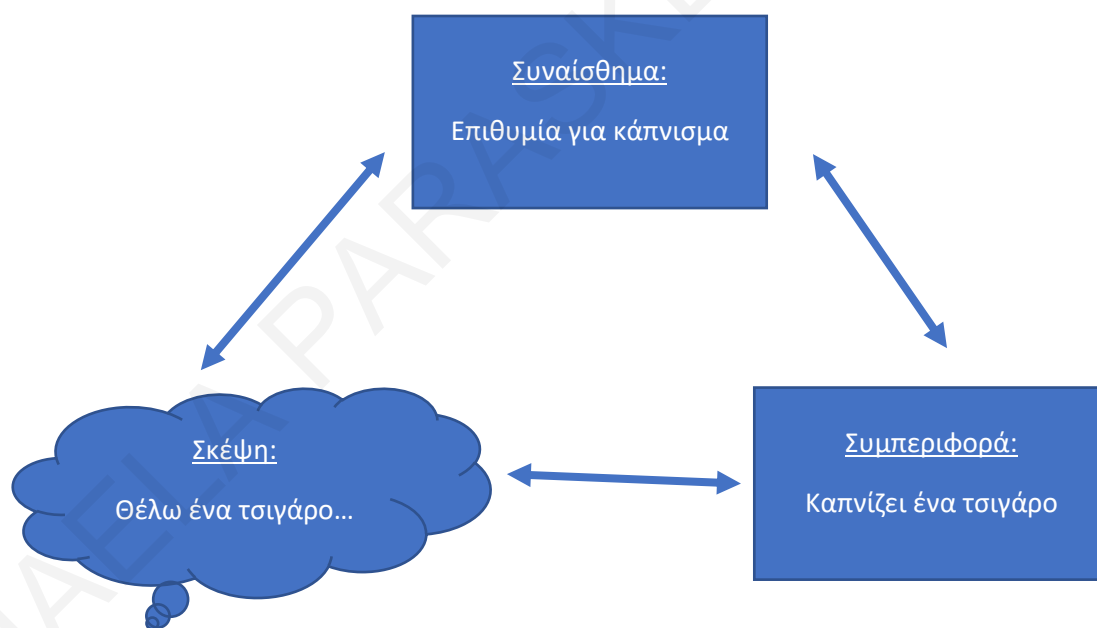 Συναίσθημα:
Επιθυμία για κάπνισμα
Σκέψη:
Θέλω ένα τσιγάρο...
Συμπεριφορά:
Καπνίζει ένα τσιγάρο